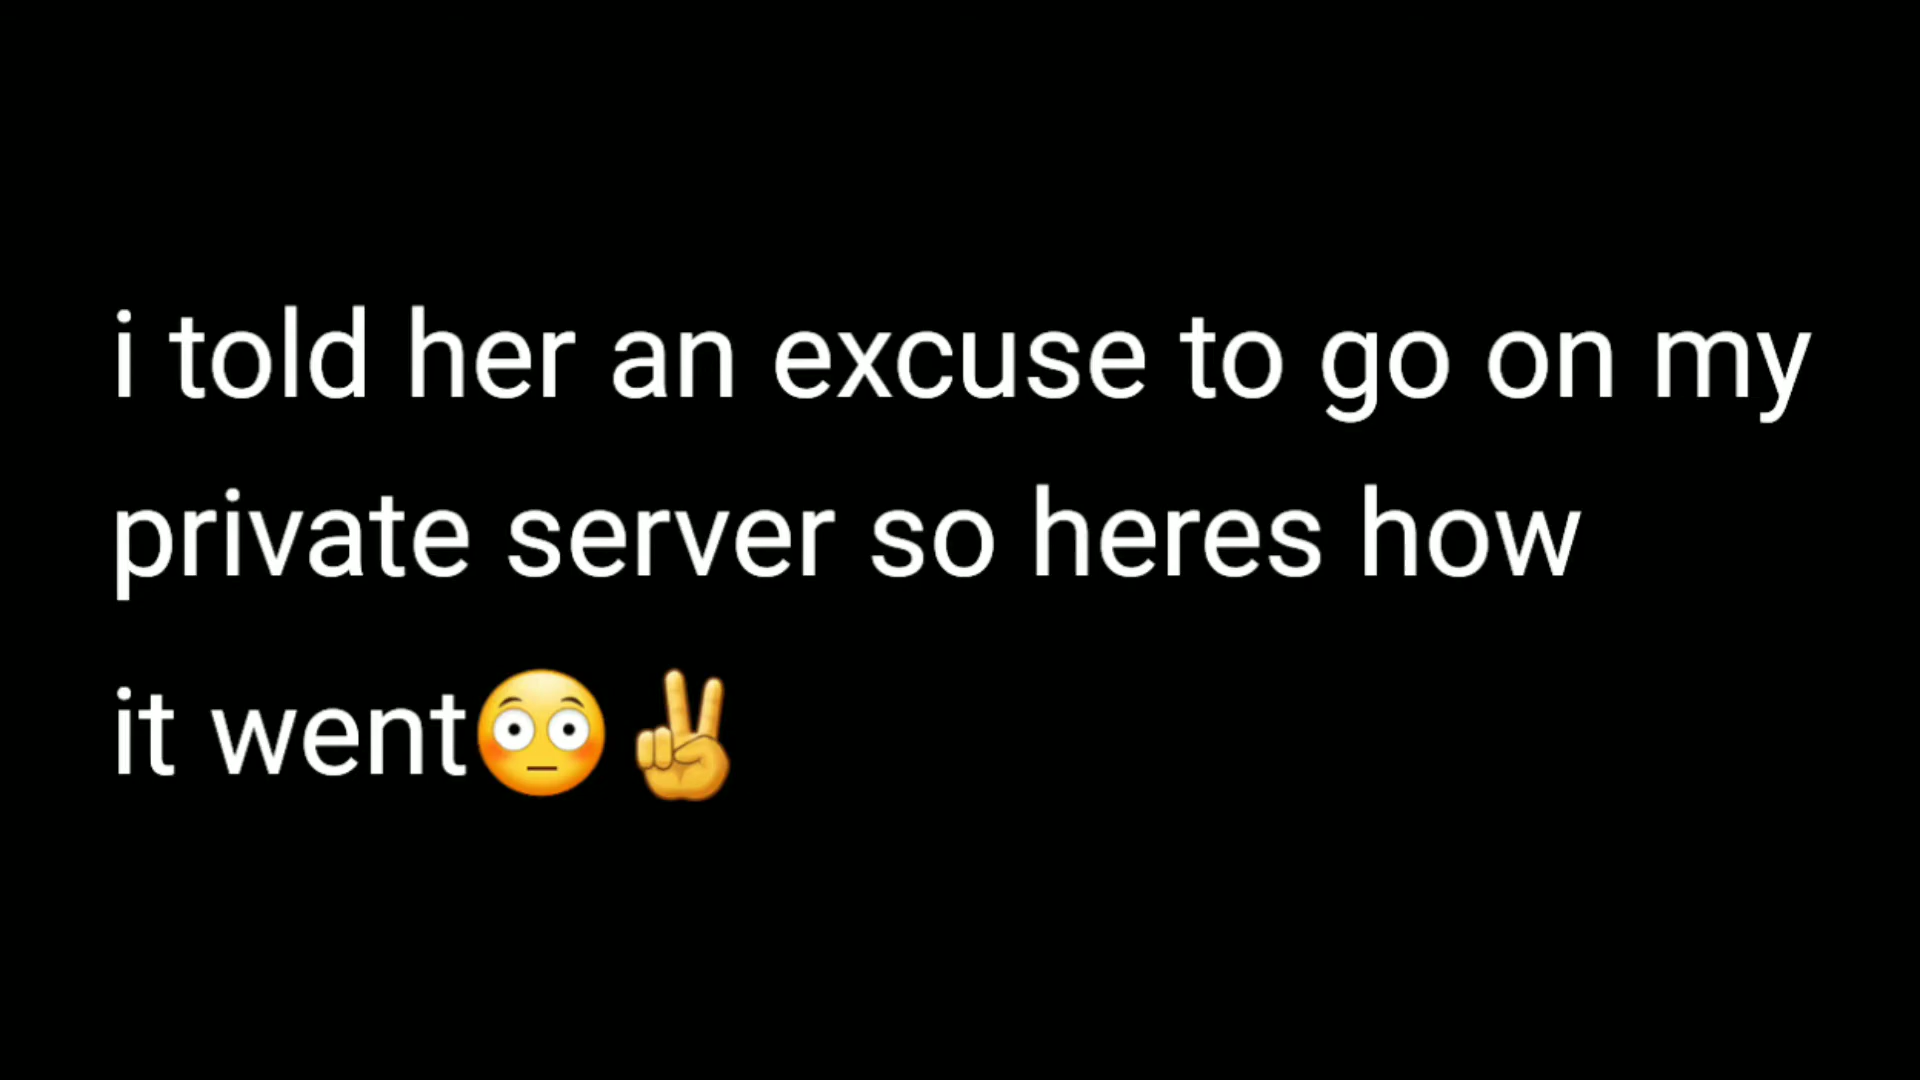 i told her an excuse to go on my
private server so heres how
it went😳✌